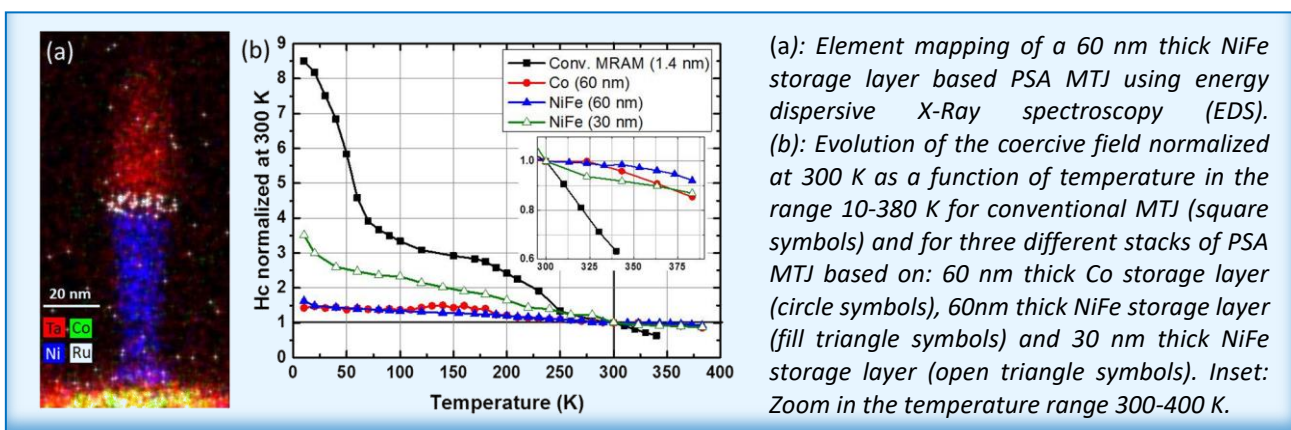 (a)
20 nm
Ta
Co
Ni
Ru
(b)
Hc normalized at 300 K
9
8
7
6
5
4
3
2
1
0
Conv. MRAM (1.4 nm)
Co (60 nm)
NiFe (60 nm)
NiFe (30 nm)
1.0
0.8
0.6
300 325 350 375
0 50 100 150 200 250 300 350 400
Temperature (K)
(a): Element mapping of a 60 nm thick NiFe
storage layer based PSA MTJ using energy
dispersive X-Ray spectroscopy (EDS).
(b): Evolution of the coercive field normalized
at 300 K as a function of temperature in the
range 10-380 K for conventional MTJ (square
symbols) and for three different stacks of PSA
MTJ based on: 60 nm thick Co storage layer
(circle symbols), 60nm thick NiFe storage layer
(fill triangle symbols) and 30 nm thick NiFe
storage layer (open triangle symbols). Inset:
Zoom in the temperature range 300-400 K.